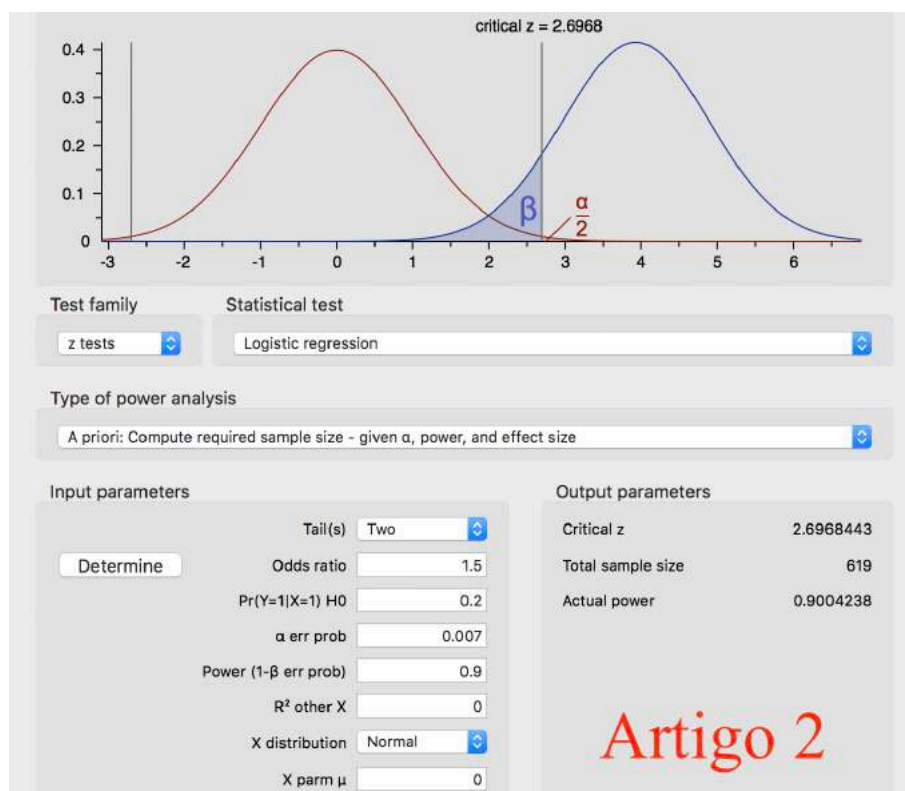 critical z = 2.6968
0.4
0.3
0.2
0.1
0
β
α
2
-3 -2 -1 0 1 2 3 4 5 6
Test family Statistical test
z tests Logistic regression
Type of power analysis
A priori: Compute required sample size - given α, power, and effect size
Input parameters Output parameters
Tail(s) Two Critical z 2.6968443
Determine Odds ratio 1.5 Total sample size 619
Pr(Y=1|X=1) H0 0.2 Actual power 0.9004238
α err prob 0.007
Power (1-β err prob) 0.9
R² other X 0
X distribution Normal Artigo 2
X parm μ 0